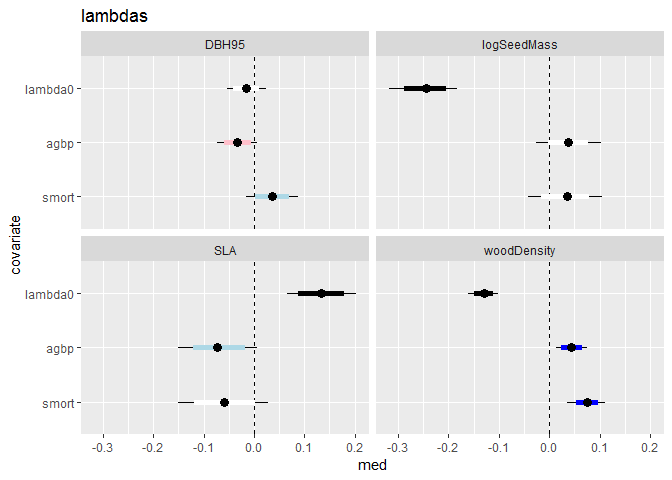 lambdas
DBH95
logSeedMass
lambda0
agbp
smort
SLA
woodDensity
lambda0
agbp
smort
-0.3 -0.2 -0.1 0.0 0.1 0.2
-0.3 -0.2 -0.1 0.0 0.1 0.2
med
covariate